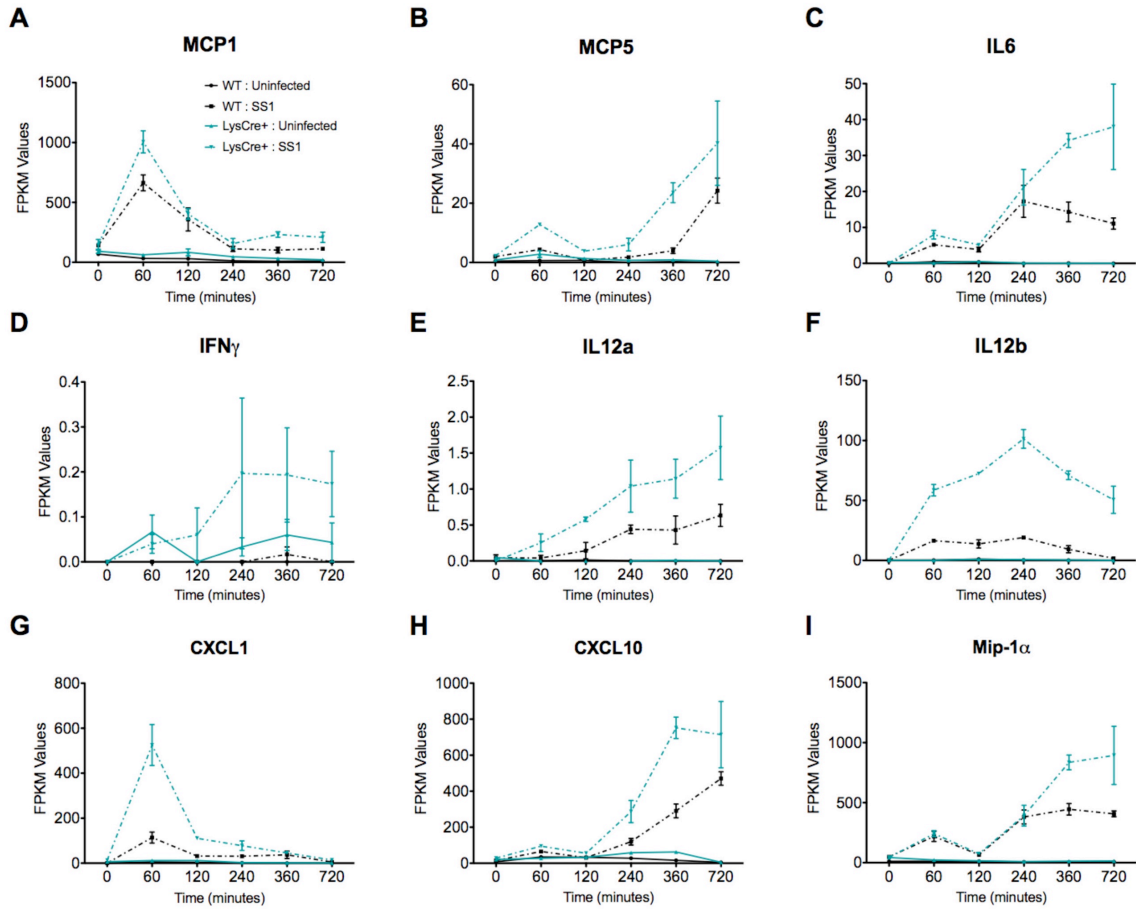 A
MCP1
FPKM Values
1500
1000
500
0
WT : Uninfected
WT : SS1
LysCre+ : Uninfected
LysCre+ : SS1
0 60 120 240 360 720
Time (minutes)
B
MCP5
FPKM Values
60
40
20
0
0 60 120 240 360 720
Time (minutes)
C
IL6
FPKM Values
50
40
30
20
10
0
0 60 120 240 360 720
Time (minutes)
D
IFNγ
FPKM Values
0.4
0.3
0.2
0.1
0.0
0 60 120 240 360 720
Time (minutes)
E
IL12a
FPKM Values
2.5
2.0
1.5
1.0
0.5
0.0
0 60 120 240 360 720
Time (minutes)
F
IL12b
FPKM Values
150
100
50
0
0 60 120 240 360 720
Time (minutes)
G
CXCL1
FPKM Values
800
600
400
200
0
0 60 120 240 360 720
Time (minutes)
H
CXCL10
FPKM Values
1000
800
600
400
200
0
0 60 120 240 360 720
Time (minutes)
I
Mip-1α
FPKM Values
1500
1000
500
0
0 60 120 240 360 720
Time (minutes)